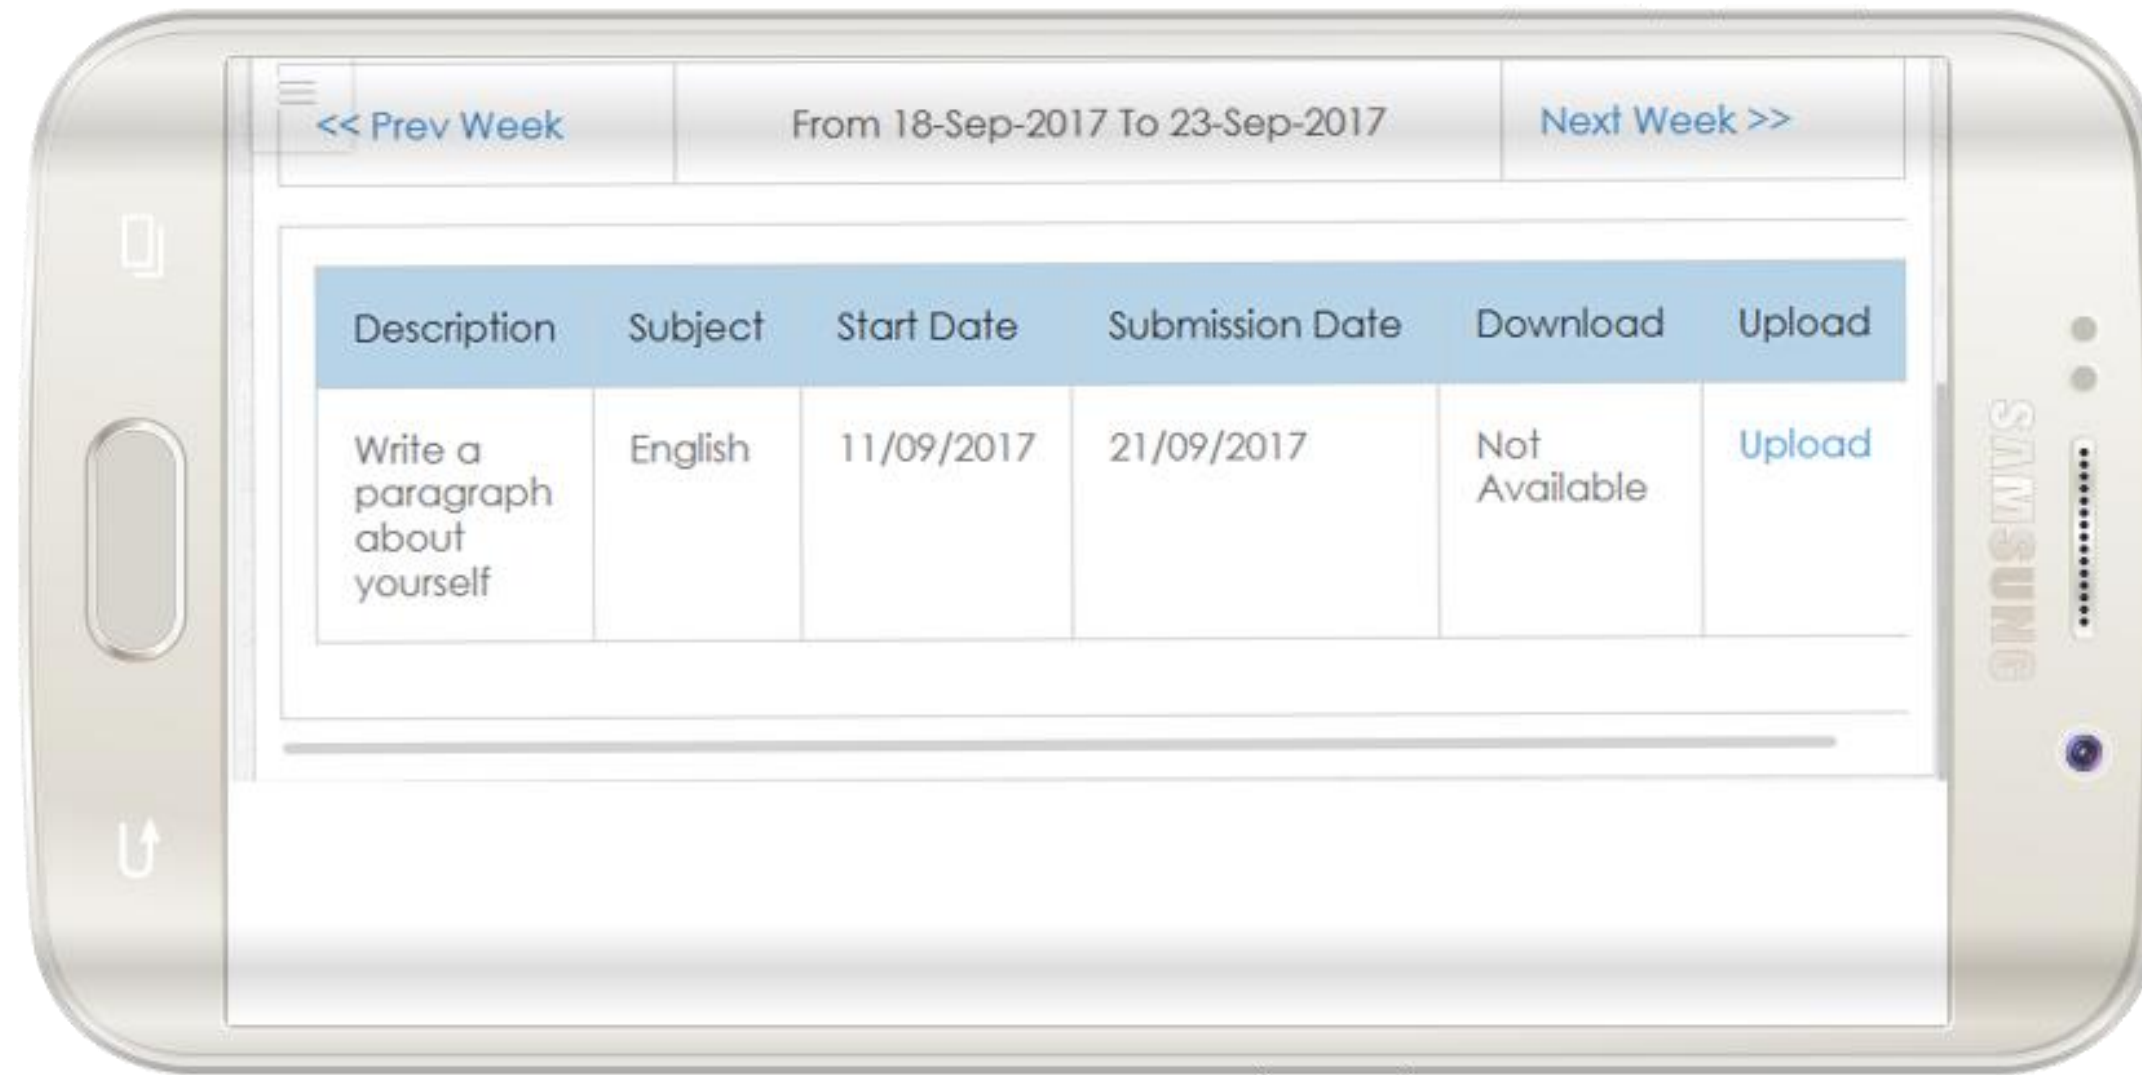 << Prev Week From 18-Sep-2017 To 23-Sep-2017 Next Week >>
Description Subject Start Date Submission Date Download Upload
Write a English 11/09/2017 21/09/2017 Not Upload
paragraph Available
about
yourself
SAMSUNG